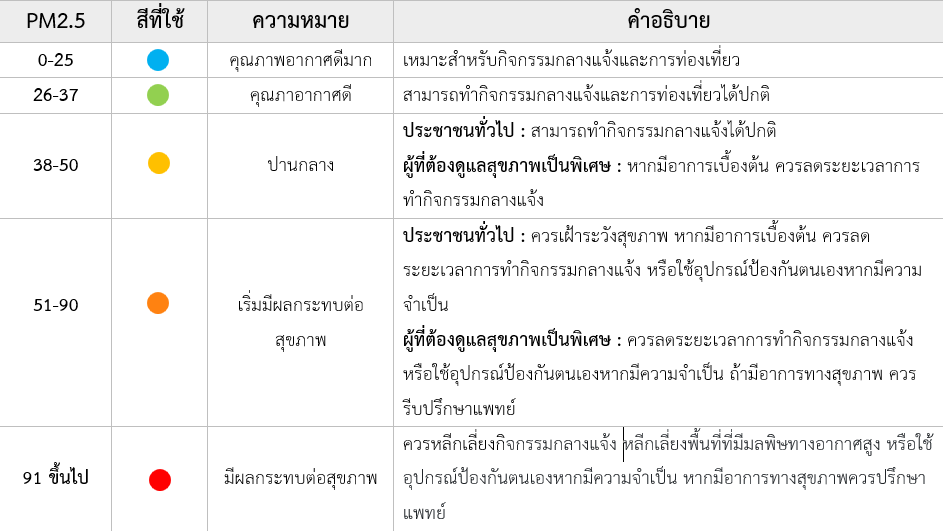 PM2.5 สีที่ใช้ ความหมาย คำอธิบาย
0-25 คุณภาพอากาศดีมาก เหมาะสำหรับกิจกรรมกลางแจ้งและการท่องเที่ยว
26-37 คุณภาอากาศดี สามารถทำกิจกรรมกลางแจ้งและการท่องเที่ยวได้ปกติ
38-50 ปานกลาง
ประชาชนทั่วไป : สามารถทำกิจกรรมกลางแจ้งได้ปกติ
ผู้ที่ต้องดูแลสุขภาพเป็นพิเศษ : หากมีอาการเบื้องต้น ควรลดระยะเวลาการ
ทำกิจกรรมกลางแจ้ง
51-90
เริ่มมีผลกระทบต่อ
สุขภาพ
ประชาชนทั่วไป : ควรเฝ้าระวังสุขภาพ หากมีอาการเบื้องต้น ควรลด
ระยะเวลาการทำกิจกรรมกลางแจ้ง หรือใช้อุปกรณ์ป้องกันตนเองหากมีความ
จำเป็น
ผู้ที่ต้องดูแลสุขภาพเป็นพิเศษ : ควรลดระยะเวลาการทำกิจกรรมกลางแจ้ง
หรือใช้อุปกรณ์ป้องกันตนเองหากมีความจำเป็น ถ้ามีอาการทางสุขภาพ ควร
รีบปรึกษาแพทย์
91 ขึ้นไป มีผลกระทบต่อสุขภาพ
ควรหลีกเลี่ยงกิจกรรมกลางแจ้ง หลีกเลี่ยงพื้นที่ที่มีมลพิษทางอากาศสูง หรือใช้
อุปกรณ์ป้องกันตนเองหากมีความจำเป็น หากมีอาการทางสุขภาพควรปรึกษา
แพทย์